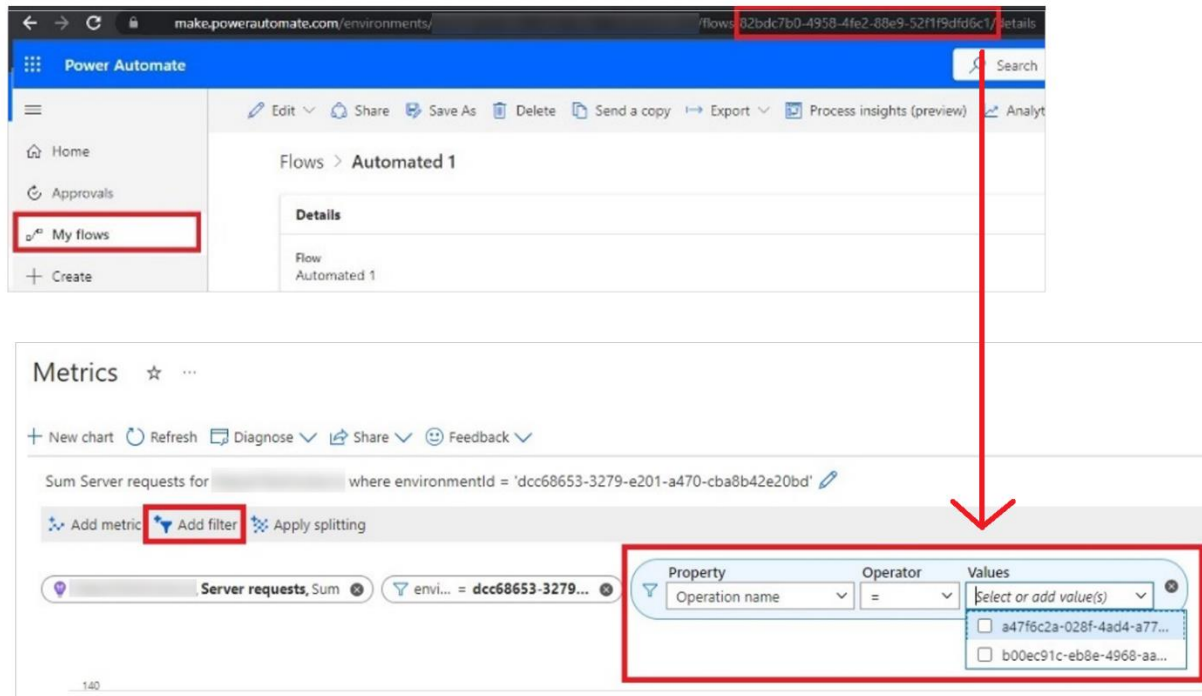 make.powerautomate.com/environments/ /flows/82bdc7b0-4958-4fe2-88e9-52f1f9dfd6c1/details
Power Automate
Search
Edit Share Save As Delete Send a copy Export Process insights (preview) Analyt
Home
Flows > Automated 1
Approvals
Details
My flows
Flow
Automated 1
Create
Metrics
New chart Refresh Diagnose Share Feedback
Sum Server requests for where environmentId = 'dcc68653-3279-e201-a470-cba8b42e20bd'
Add metric Add filter Apply splitting
Property Operator Values
, Server requests, Sum envi... = dcc68653-3279... Operation name = Select or add value(s)
a47f6c2a-028f-4ad4-a77...
b00ec91c-eb8e-4968-aa...
140